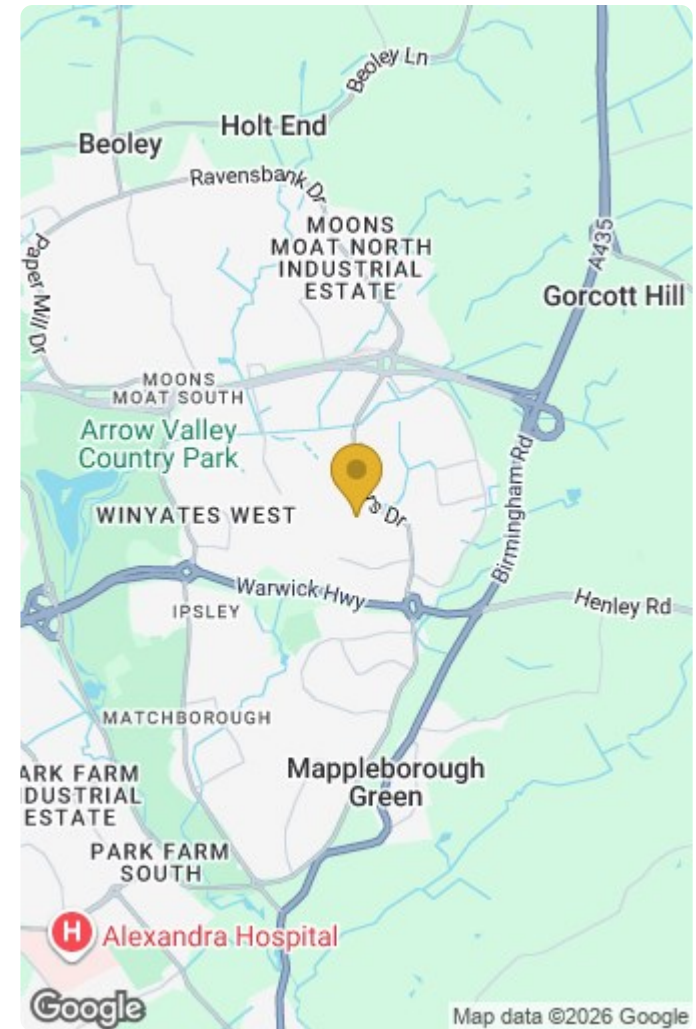 Beoley Ln
Holt End
Beoley
Ravensbank Dr
MOONS
MOAT NORTH
INDUSTRIAL
ESTATE
A435
Paper Mill Dr
Gorcott Hill
MOONS
MOAT SOUTH
Arrow Valley
Country Park
WINYATES WEST
's Dr
Birmingham Rd
Warwick Hwy
Henley Rd
IPSLEY
MATCHBOROUGH
ARK FARM
DUSTRIAL
ESTATE
Mappleborough
Green
PARK FARM
SOUTH
H Alexandra Hospital
Google
Map data ©2026 Google